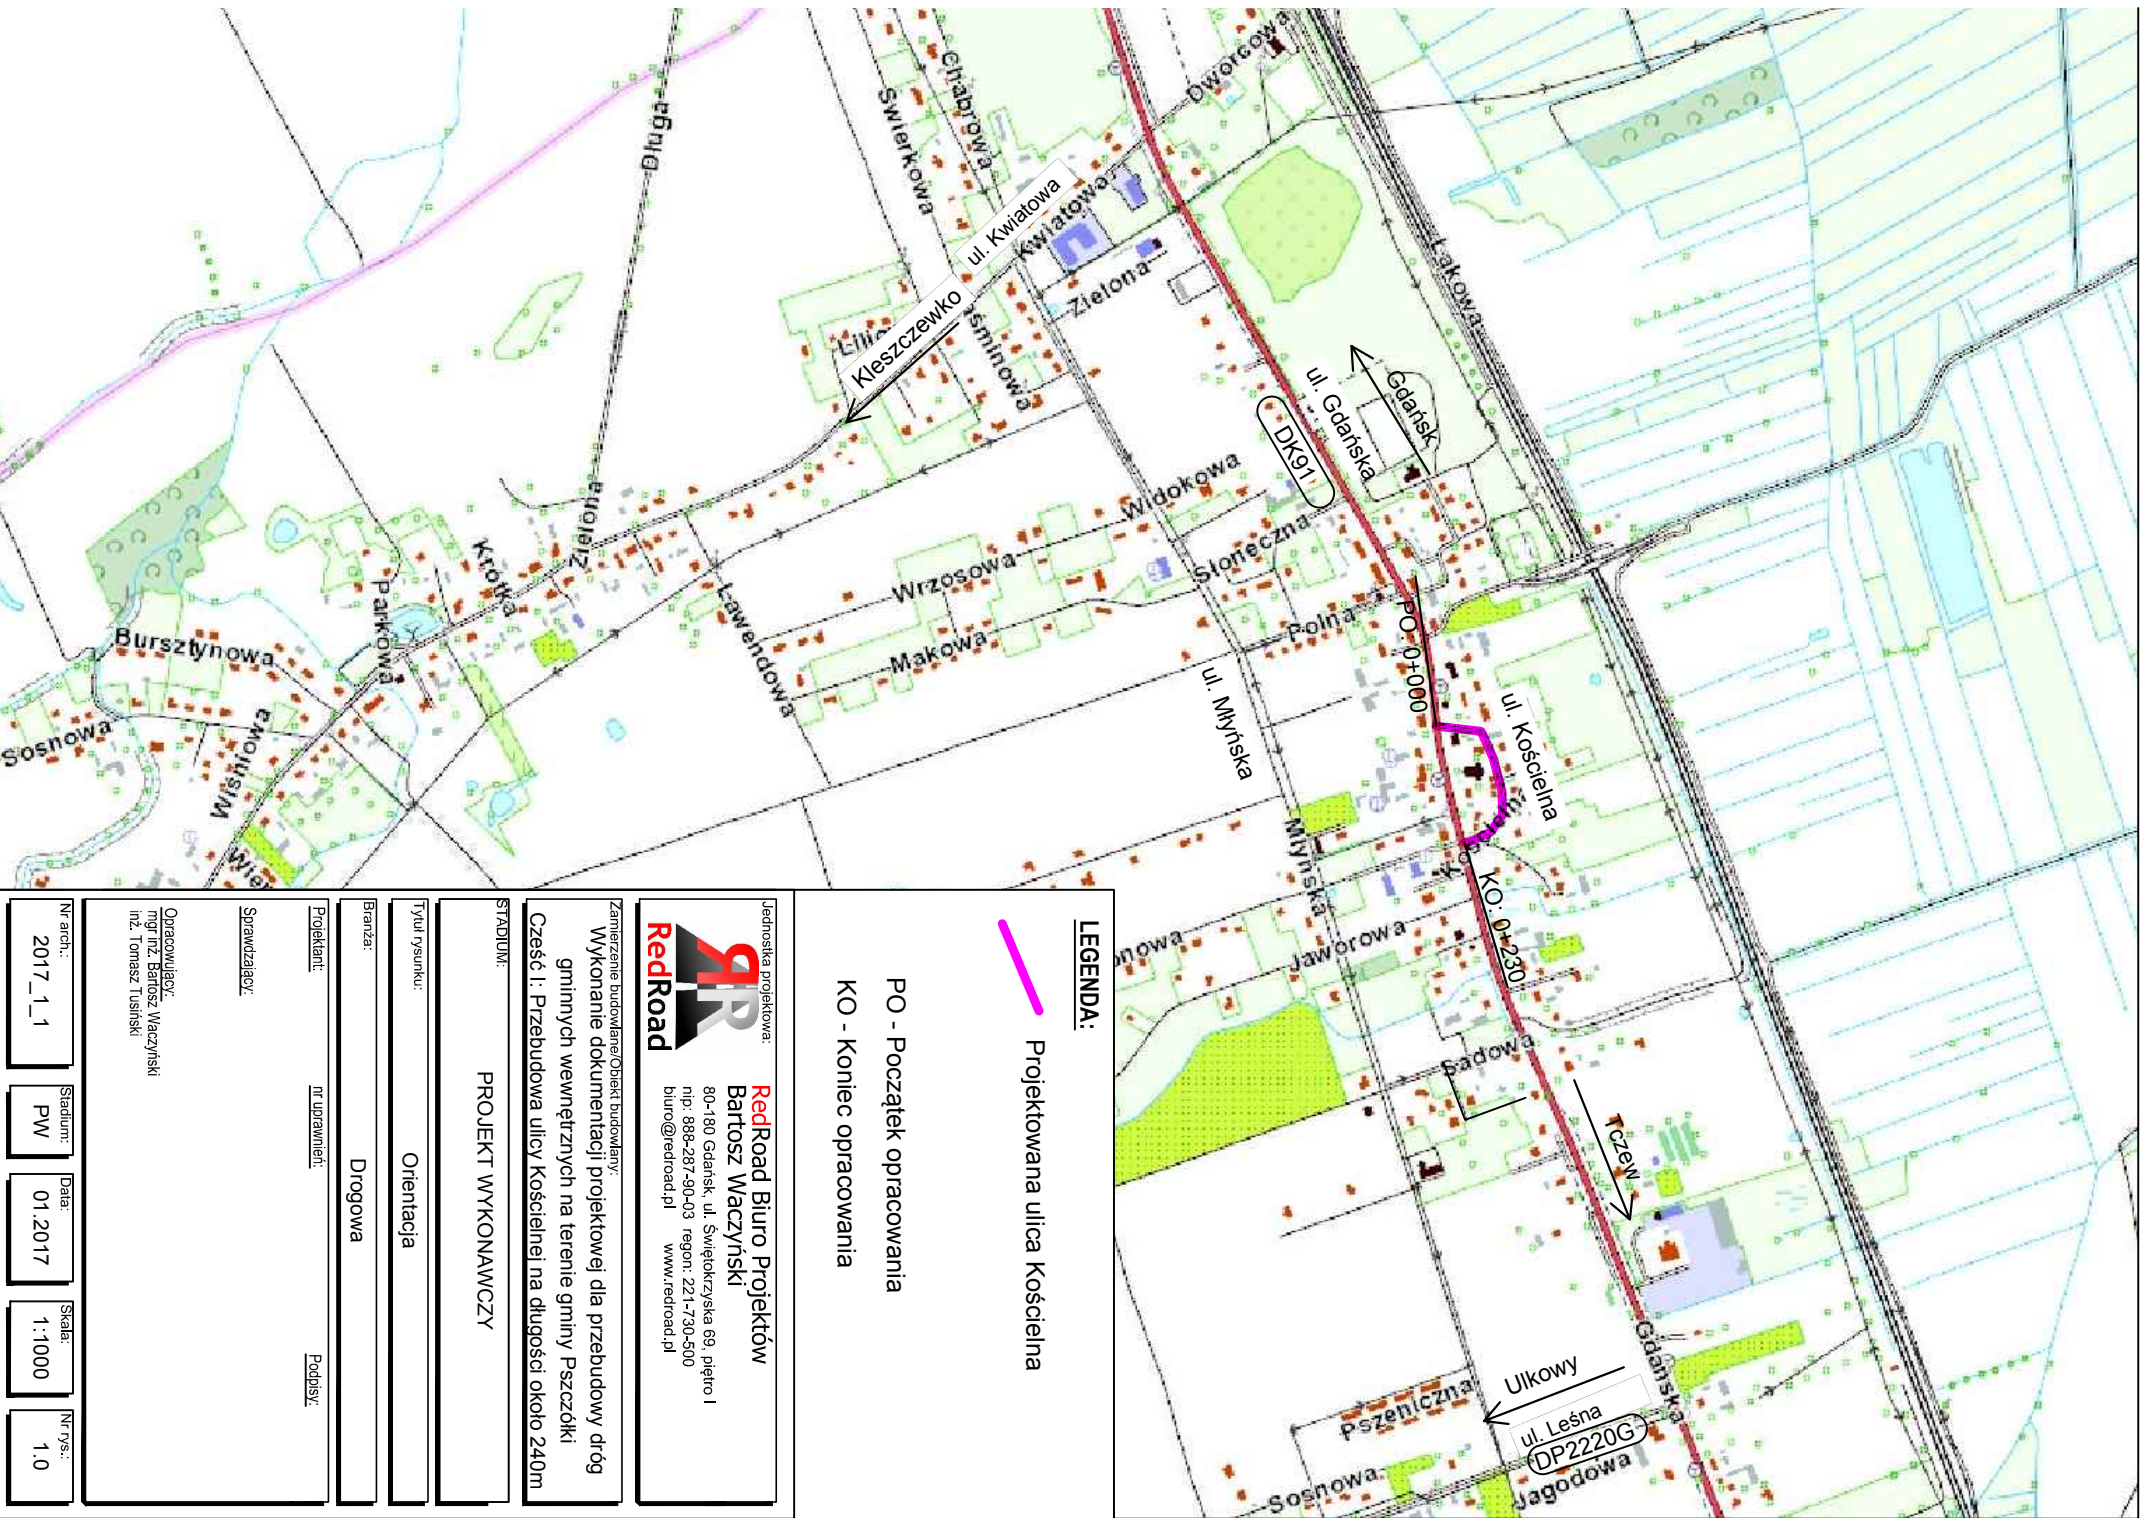 Chabrowa
Świerkowa
Dworcowa
Długa
ul. Kwiatowa
Kwiatowa
Zielona
Kleszczewko
Łąkowa
Gdańsk
ul. Gdańska
DK91
Widokowa
Słoneczna
Wrzosowa
Makowa
Polna
Lawendowa
Zielona
Krótka
Parkowa
Bursztynowa
Sosnowa
Wiśniowa
PO: 0+000
ul. Kościelna
ul. Młyńska
Młyńska
KO: 0+230
Jaworowa
Sadowa
Tczew
Gdańska
Ulkowy
ul. Leśna
DP2220G
Pszeniczna
Sosnowa
Jagodowa
LEGENDA:
Projektowana ulica Kościelna
PO - Początek opracowania
KO - Koniec opracowania
Jednostka projektowa:
RedRoad
RedRoad Biuro Projektów
Bartosz Waczyński
80-180 Gdańsk, ul. Świętokrzyska 69, piętro I
nip: 888-287-90-03 regon: 221-730-500
biuro@redroad.pl www.redroad.pl
Zamierzenie budowlane/Obiekt budowlany:
Wykonanie dokumentacji projektowej dla przebudowy dróg
gminnych wewnętrznych na terenie gminy Pszczółki
Cześć I: Przebudowa ulicy Kościelnej na długości około 240m
STADIUM:
PROJEKT WYKONAWCZY
Tytuł rysunku:
Orientacja
Branża:
Drogowa
Projektant: nr uprawnień: Podpisy:
Sprawdzający:
Opracowujący:
mgr inż. Bartosz Waczyński
inż. Tomasz Tusiński
Nr arch.: 2017_1_1
Stadium: PW
Data: 01.2017
Skala: 1:1000
Nr rys.: 1.0